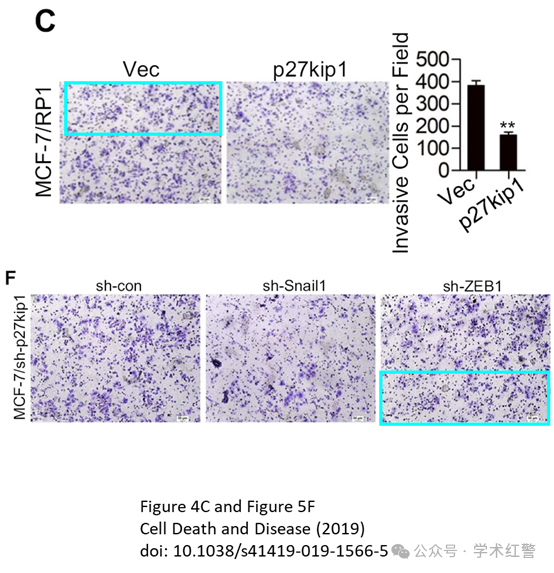 C
Vec
p27kip1
MCF-7/RP1
Invasive Cells per Field
500
400
300
200
100
0
**
Vec
p27kip1
F
sh-con
sh-Snail1
sh-ZEB1
MCF-7/sh-p27kip1
Figure 4C and Figure 5F
Cell Death and Disease (2019)
doi: 10.1038/s41419-019-1566-5
公众号 · 学术红警